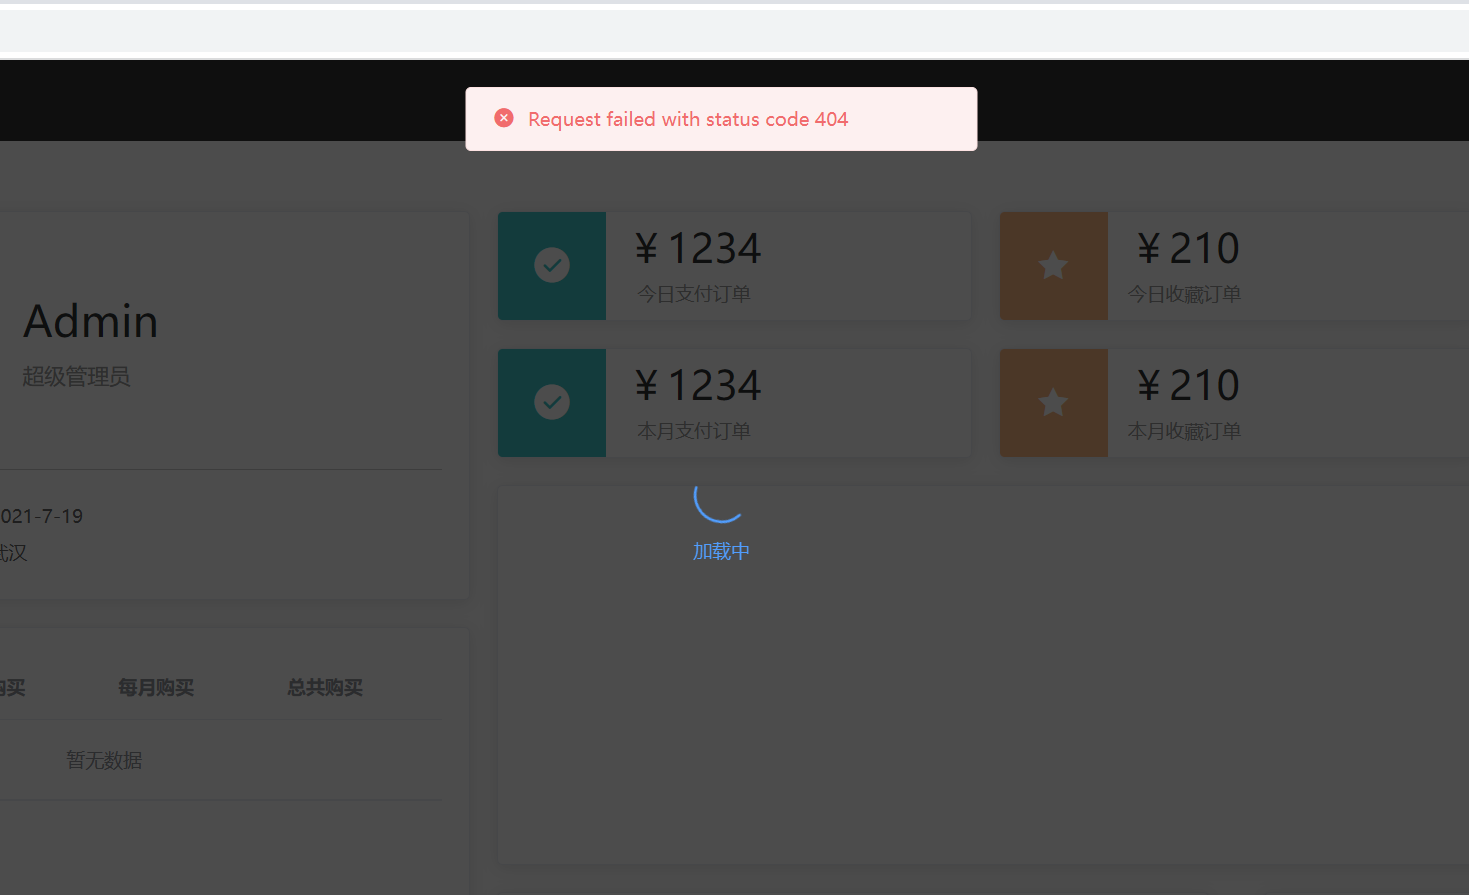 Request failed with status code 404
Admin
超级管理员
021-7-19
武汉
¥ 1234
今日支付订单
¥ 210
今日收藏订单
¥ 1234
本月支付订单
¥ 210
本月收藏订单
加载中
购买 每月购买 总共购买
暂无数据